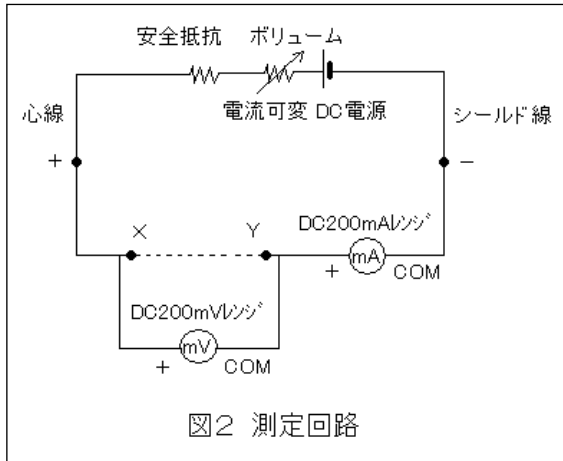 安全抵抗 ボリューム
電流可変 DC電源
心線
シールド線
+
-
X
Y
DC200mAﾚﾝｼﾞ
mA
+
COM
DC200mVﾚﾝｼﾞ
mV
+
COM
図2 測定回路